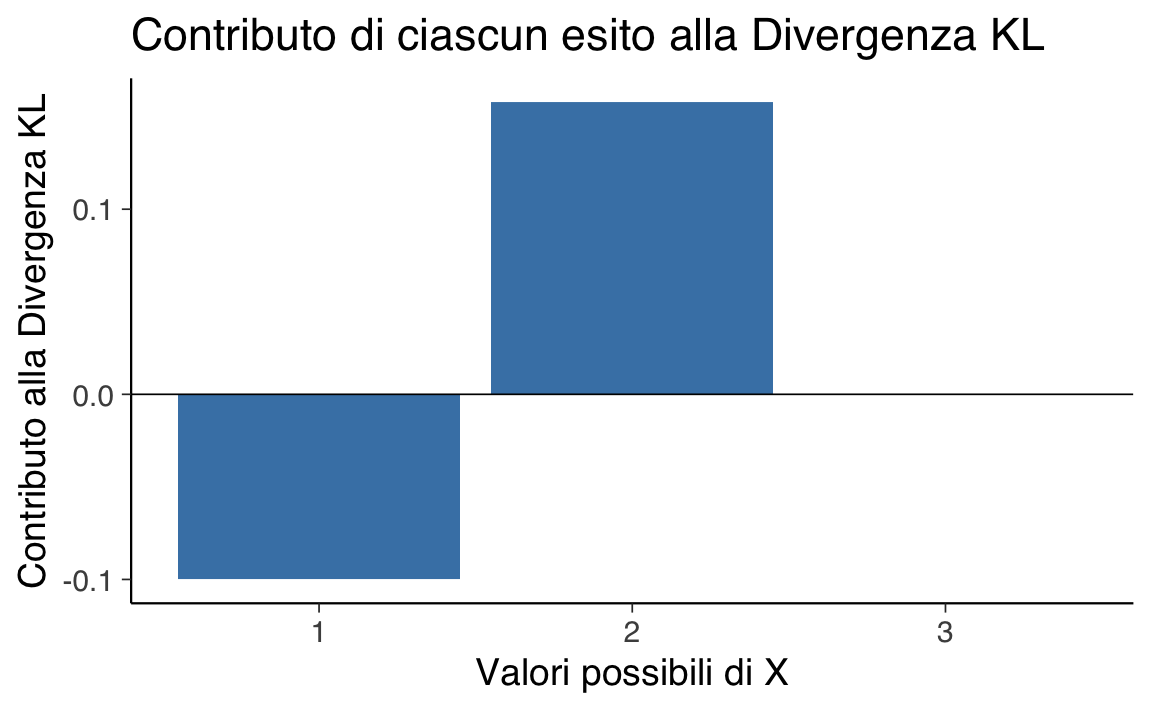 Contributo di ciascun esito alla Divergenza KL
Contributo alla Divergenza KL
0.1
0.0
-0.1
1 2 3
Valori possibili di X